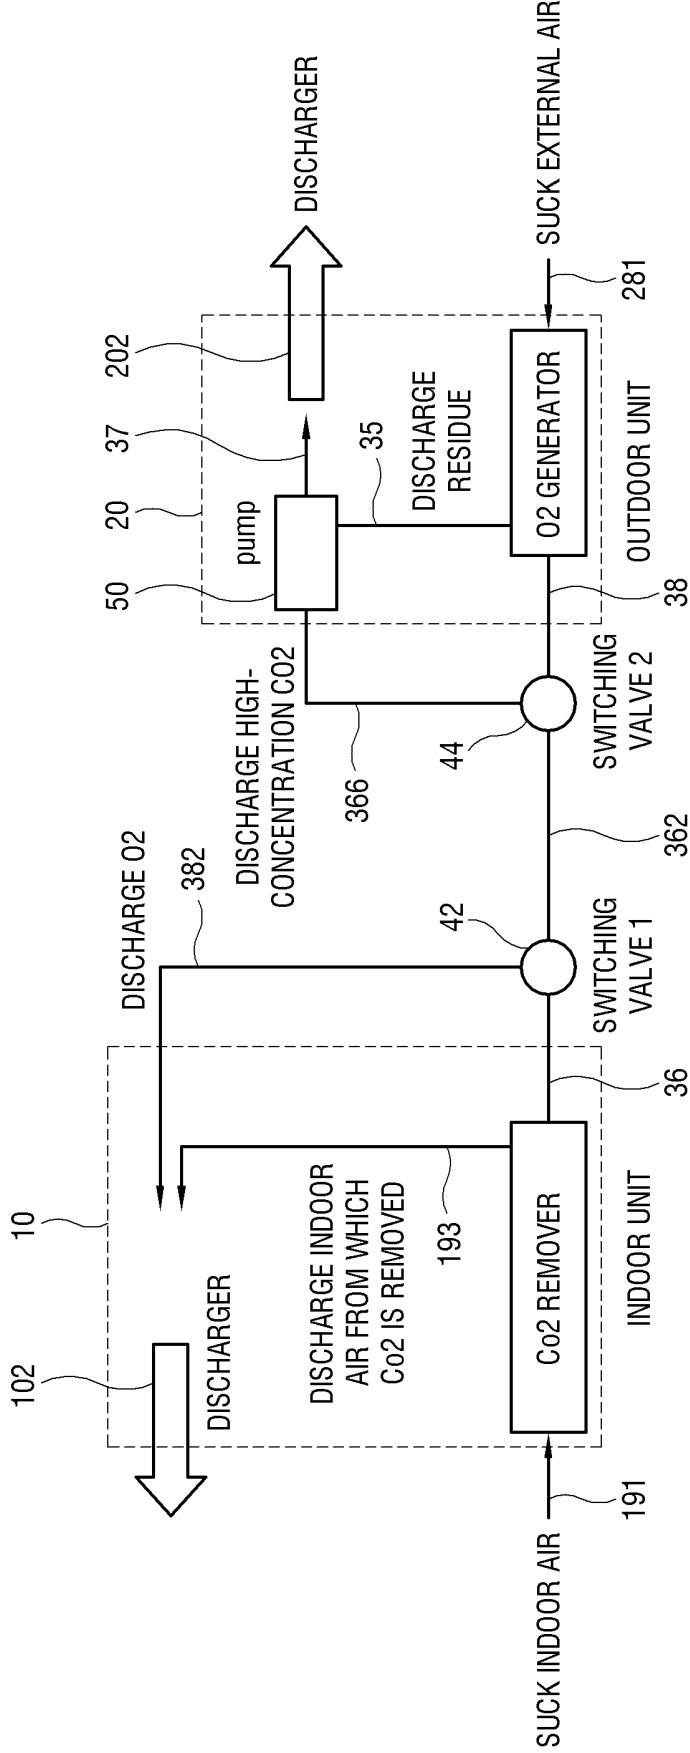 102
10
DISCHARGE O2
50
20
37
202
382
DISCHARGER
pump
DISCHARGE HIGH-
CONCENTRATION CO2
DISCHARGER
DISCHARGE INDOOR
AIR FROM WHICH
Co2 IS REMOVED
366
35
DISCHARGE
RESIDUE
193
42
44
SUCK INDOOR AIR
Co2 REMOVER
O2 GENERATOR
SUCK EXTERNAL AIR
191
INDOOR UNIT
SWITCHING
VALVE 1
SWITCHING
VALVE 2
OUTDOOR UNIT
281
36
362
38